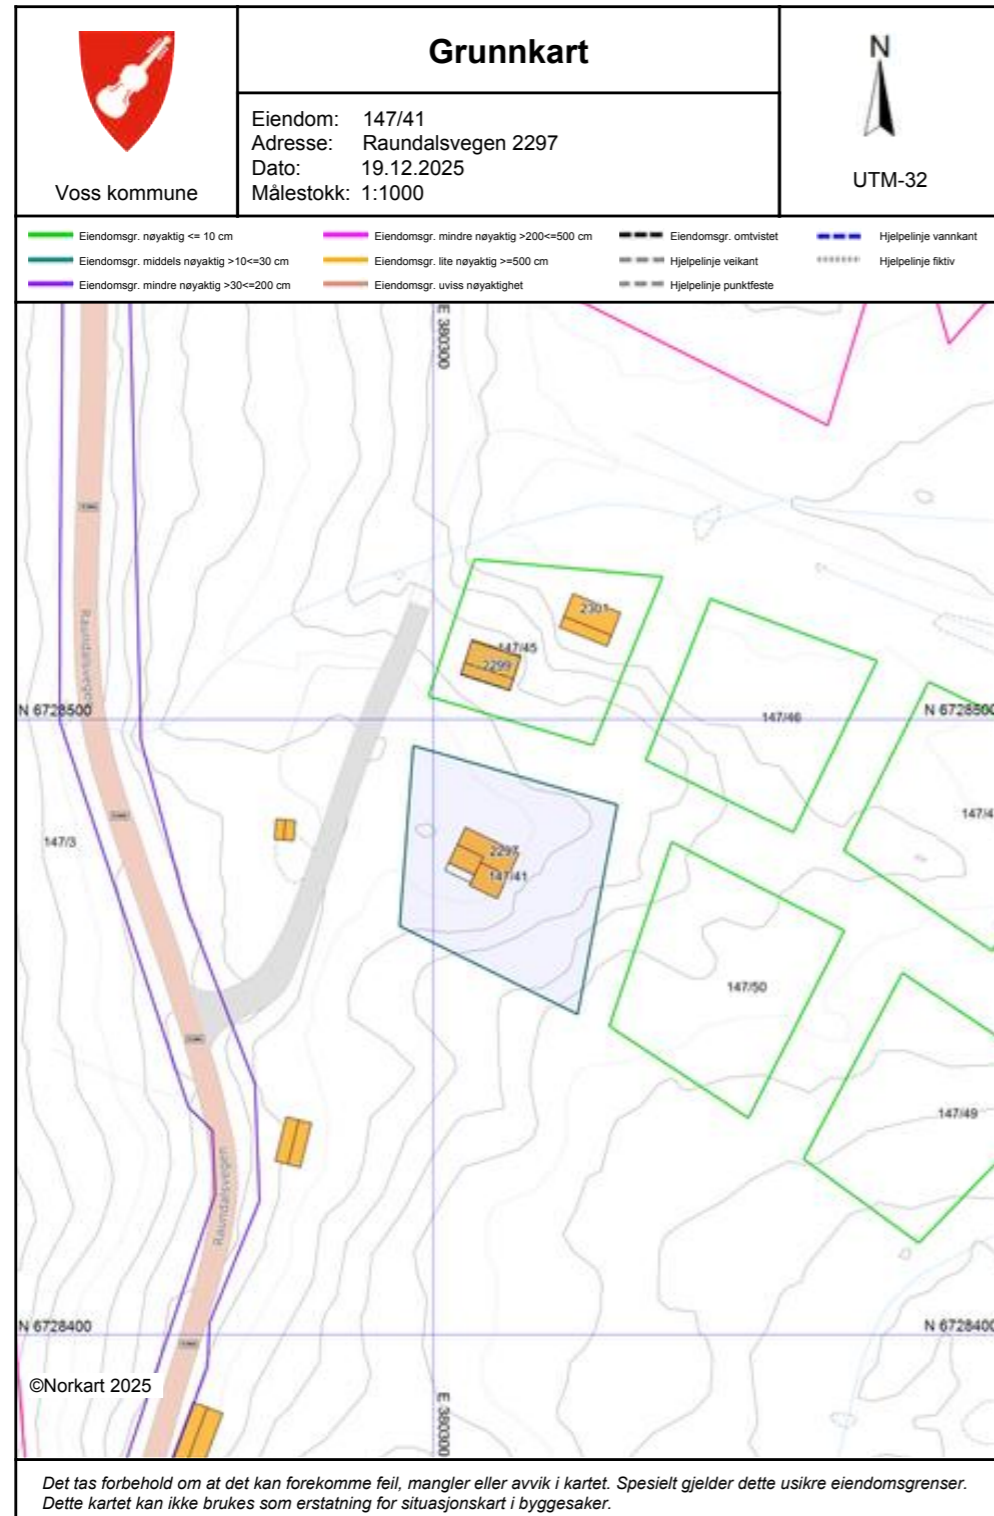 Grunnkart
Voss kommune
Eiendom: 147/41
Adresse: Raundalsvegen 2297
Dato: 19.12.2025
Målestokk: 1:1000
N
UTM-32
Eiendomsgr. nøyaktig <= 10 cm
Eiendomsgr. middels nøyaktig >10<=30 cm
Eiendomsgr. mindre nøyaktig >30<=200 cm
Eiendomsgr. mindre nøyaktig >200<=500 cm
Eiendomsgr. lite nøyaktig >=500 cm
Eiendomsgr. uviss nøyaktighet
Eiendomsgr. omtvistet
Hjelpelinje veikant
Hjelpelinje punktfeste
Hjelpelinje vannkant
Hjelpelinje fiktiv
E 380300
2301
147/45
2299
Raundalsvegen
N 6728500
N 6728500
147/46
147/4
147/3
2297
147/41
147/50
147/49
Raundalsvegen
N 6728400
N 6728400
©Norkart 2025
E 380300
Det tas forbehold om at det kan forekomme feil, mangler eller avvik i kartet. Spesielt gjelder dette usikre eiendomsgrenser.
Dette kartet kan ikke brukes som erstatning for situasjonskart i byggesaker.